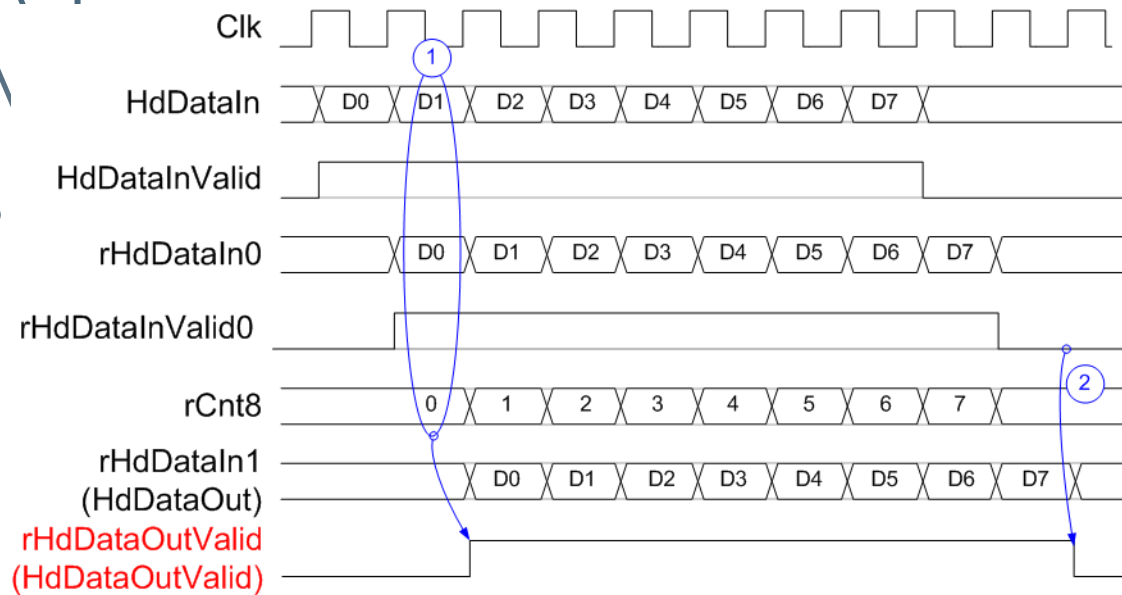 Clk
1
HdDataIn D0 D1 D2 D3 D4 D5 D6 D7
HdDataInValid
rHdDataIn0 D0 D1 D2 D3 D4 D5 D6 D7
rHdDataInValid0
2
rCnt8 0 1 2 3 4 5 6 7
rHdDataIn1
(HdDataOut) D0 D1 D2 D3 D4 D5 D6 D7
rHdDataOutValid
(HdDataOutValid)